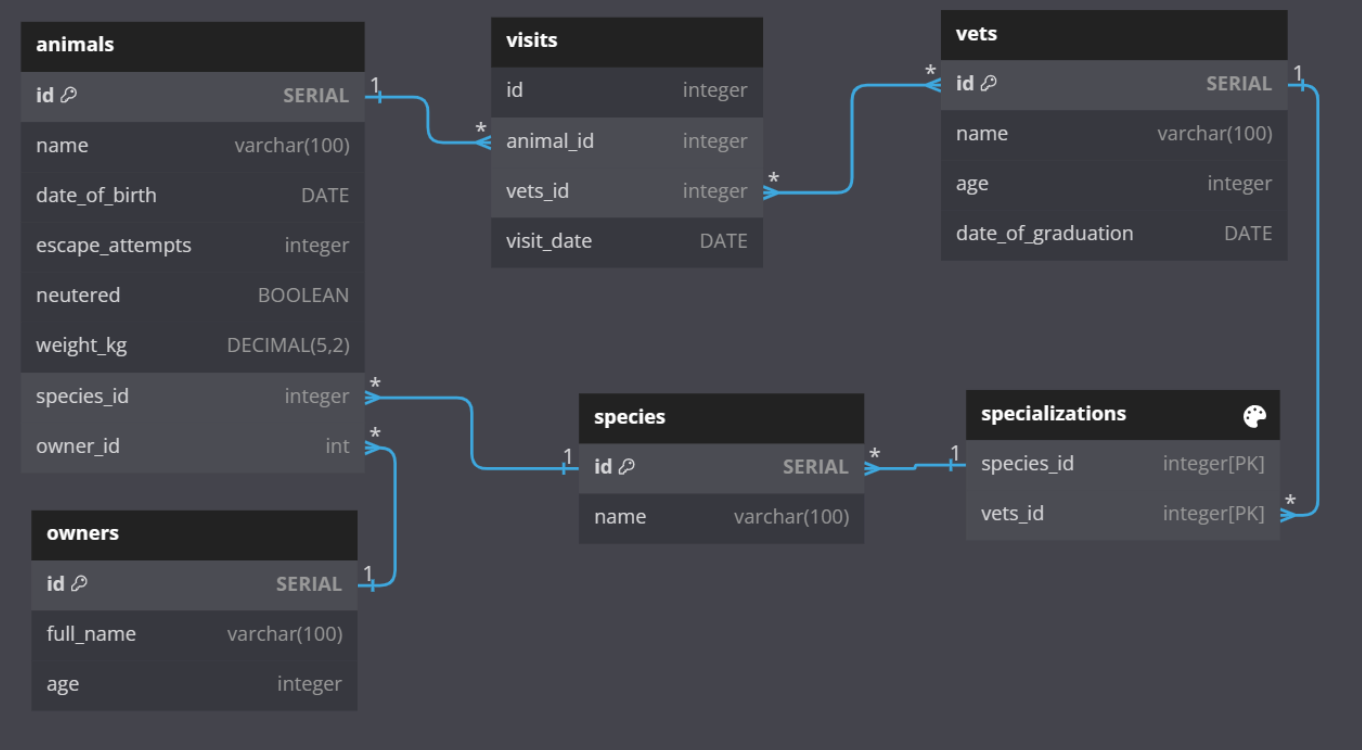 animals
id SERIAL
name varchar(100)
date_of_birth DATE
escape_attempts integer
neutered BOOLEAN
weight_kg DECIMAL(5,2)
species_id integer
owner_id int
1
*
*
visits
id integer
animal_id integer
vets_id integer
visit_date DATE
*
*
vets
id SERIAL
name varchar(100)
age integer
date_of_graduation DATE
*
1
owners
id SERIAL
full_name varchar(100)
age integer
1
species
id SERIAL
name varchar(100)
1
*
specializations
species_id integer[PK]
vets_id integer[PK]
1
*